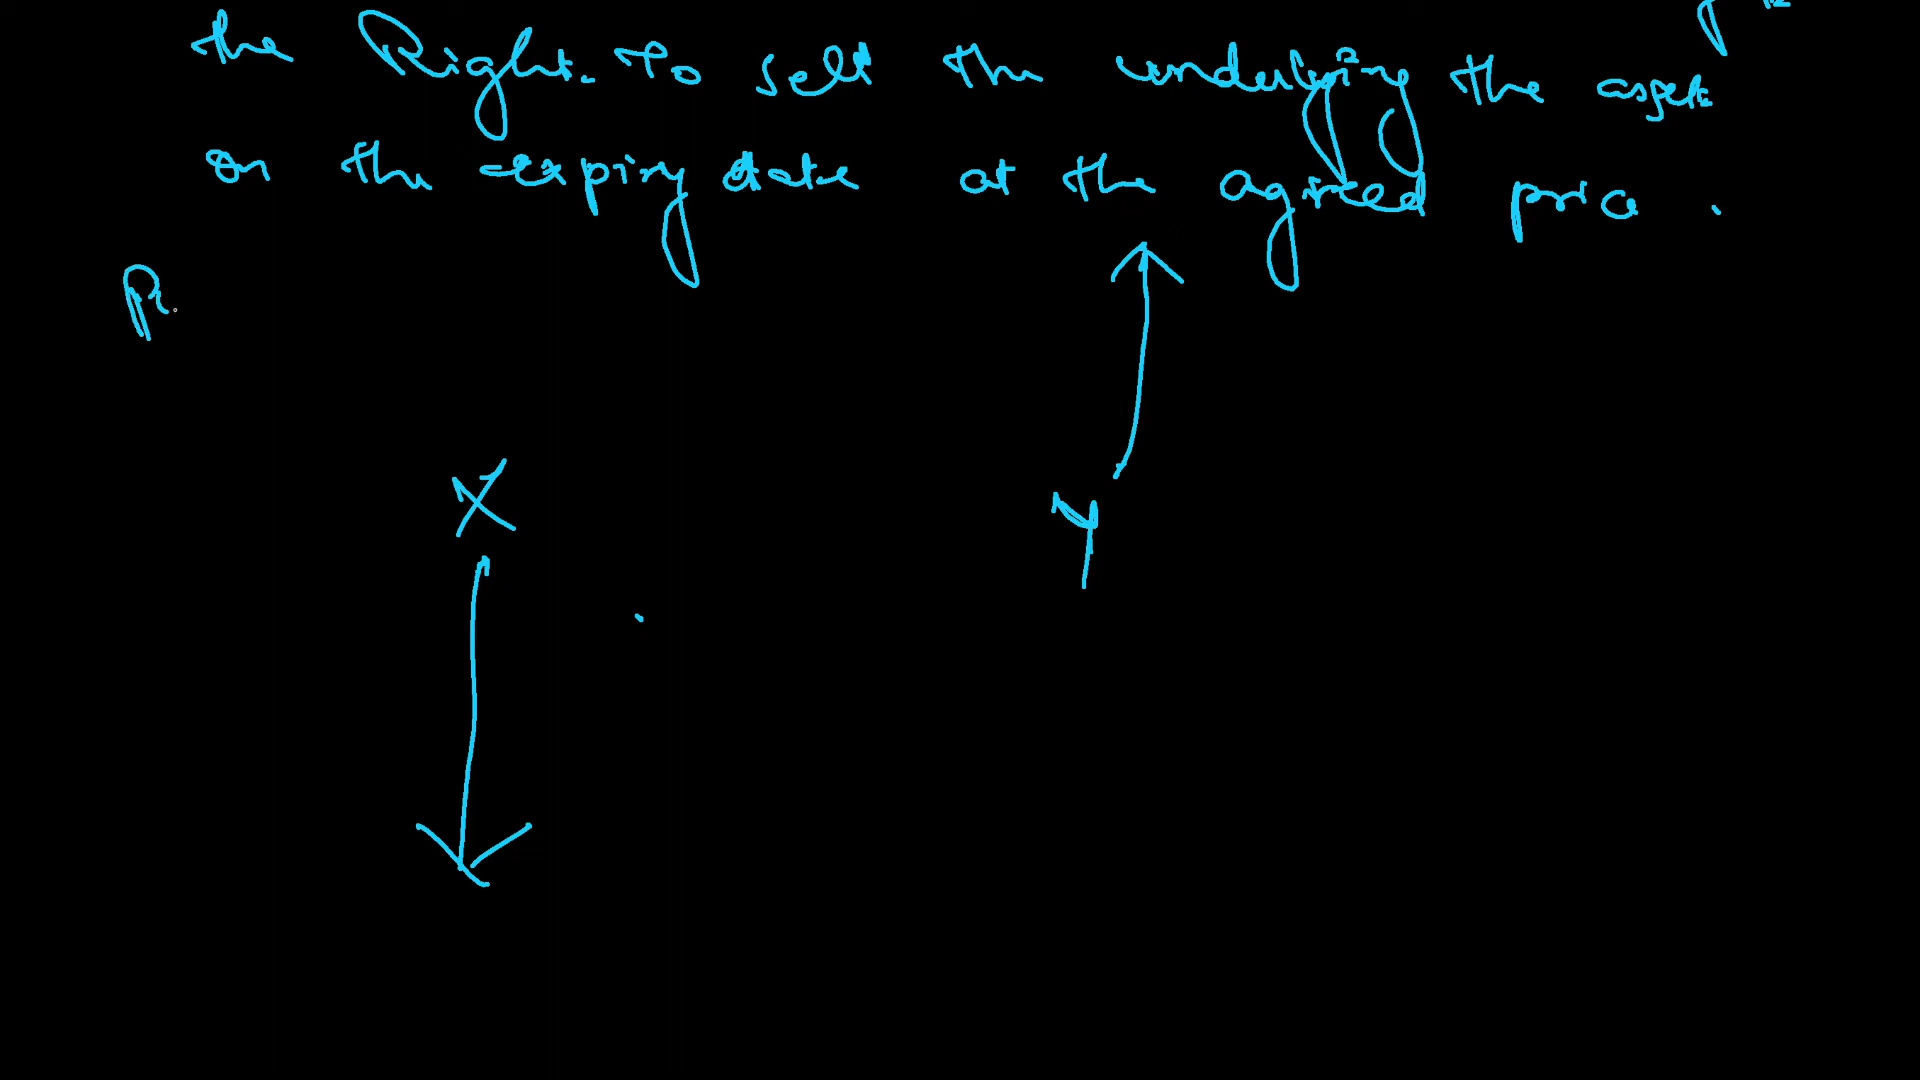 the Right to sell the underlying the asset
on the expiry date at the agreed price.
X
Y